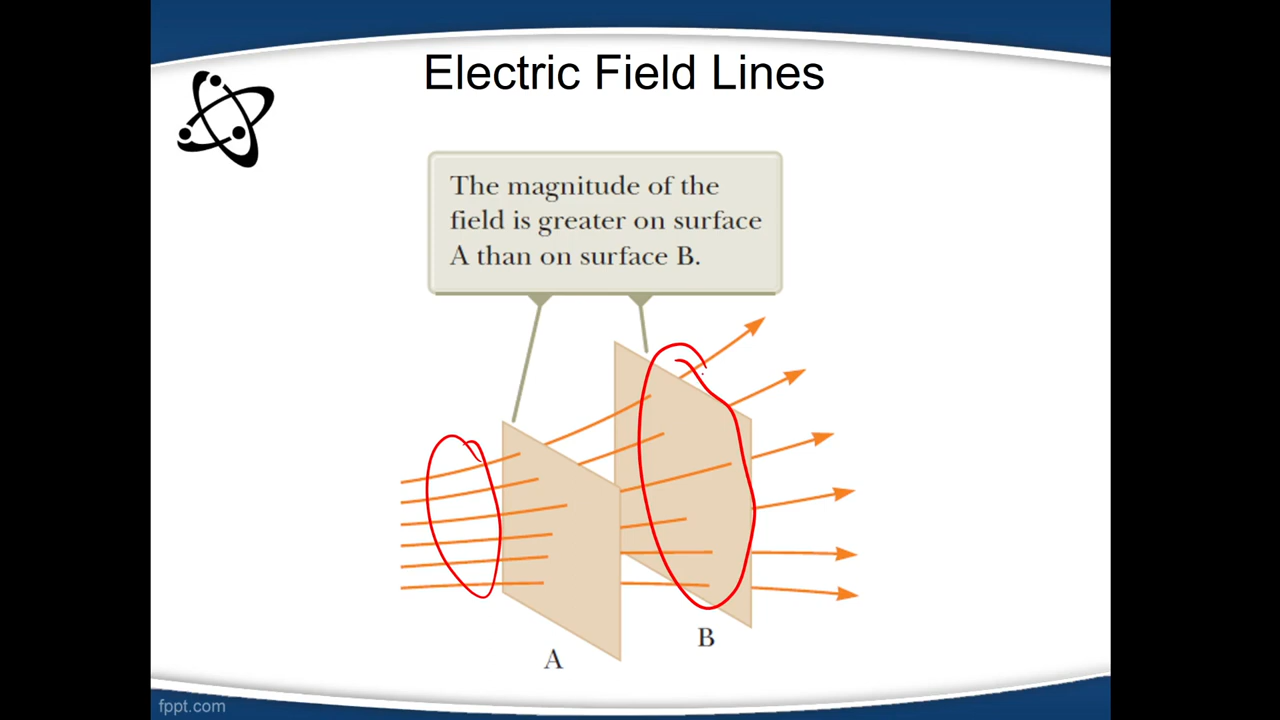 Electric Field Lines
The magnitude of the
field is greater on surface
A than on surface B.
A
B
fppt.com